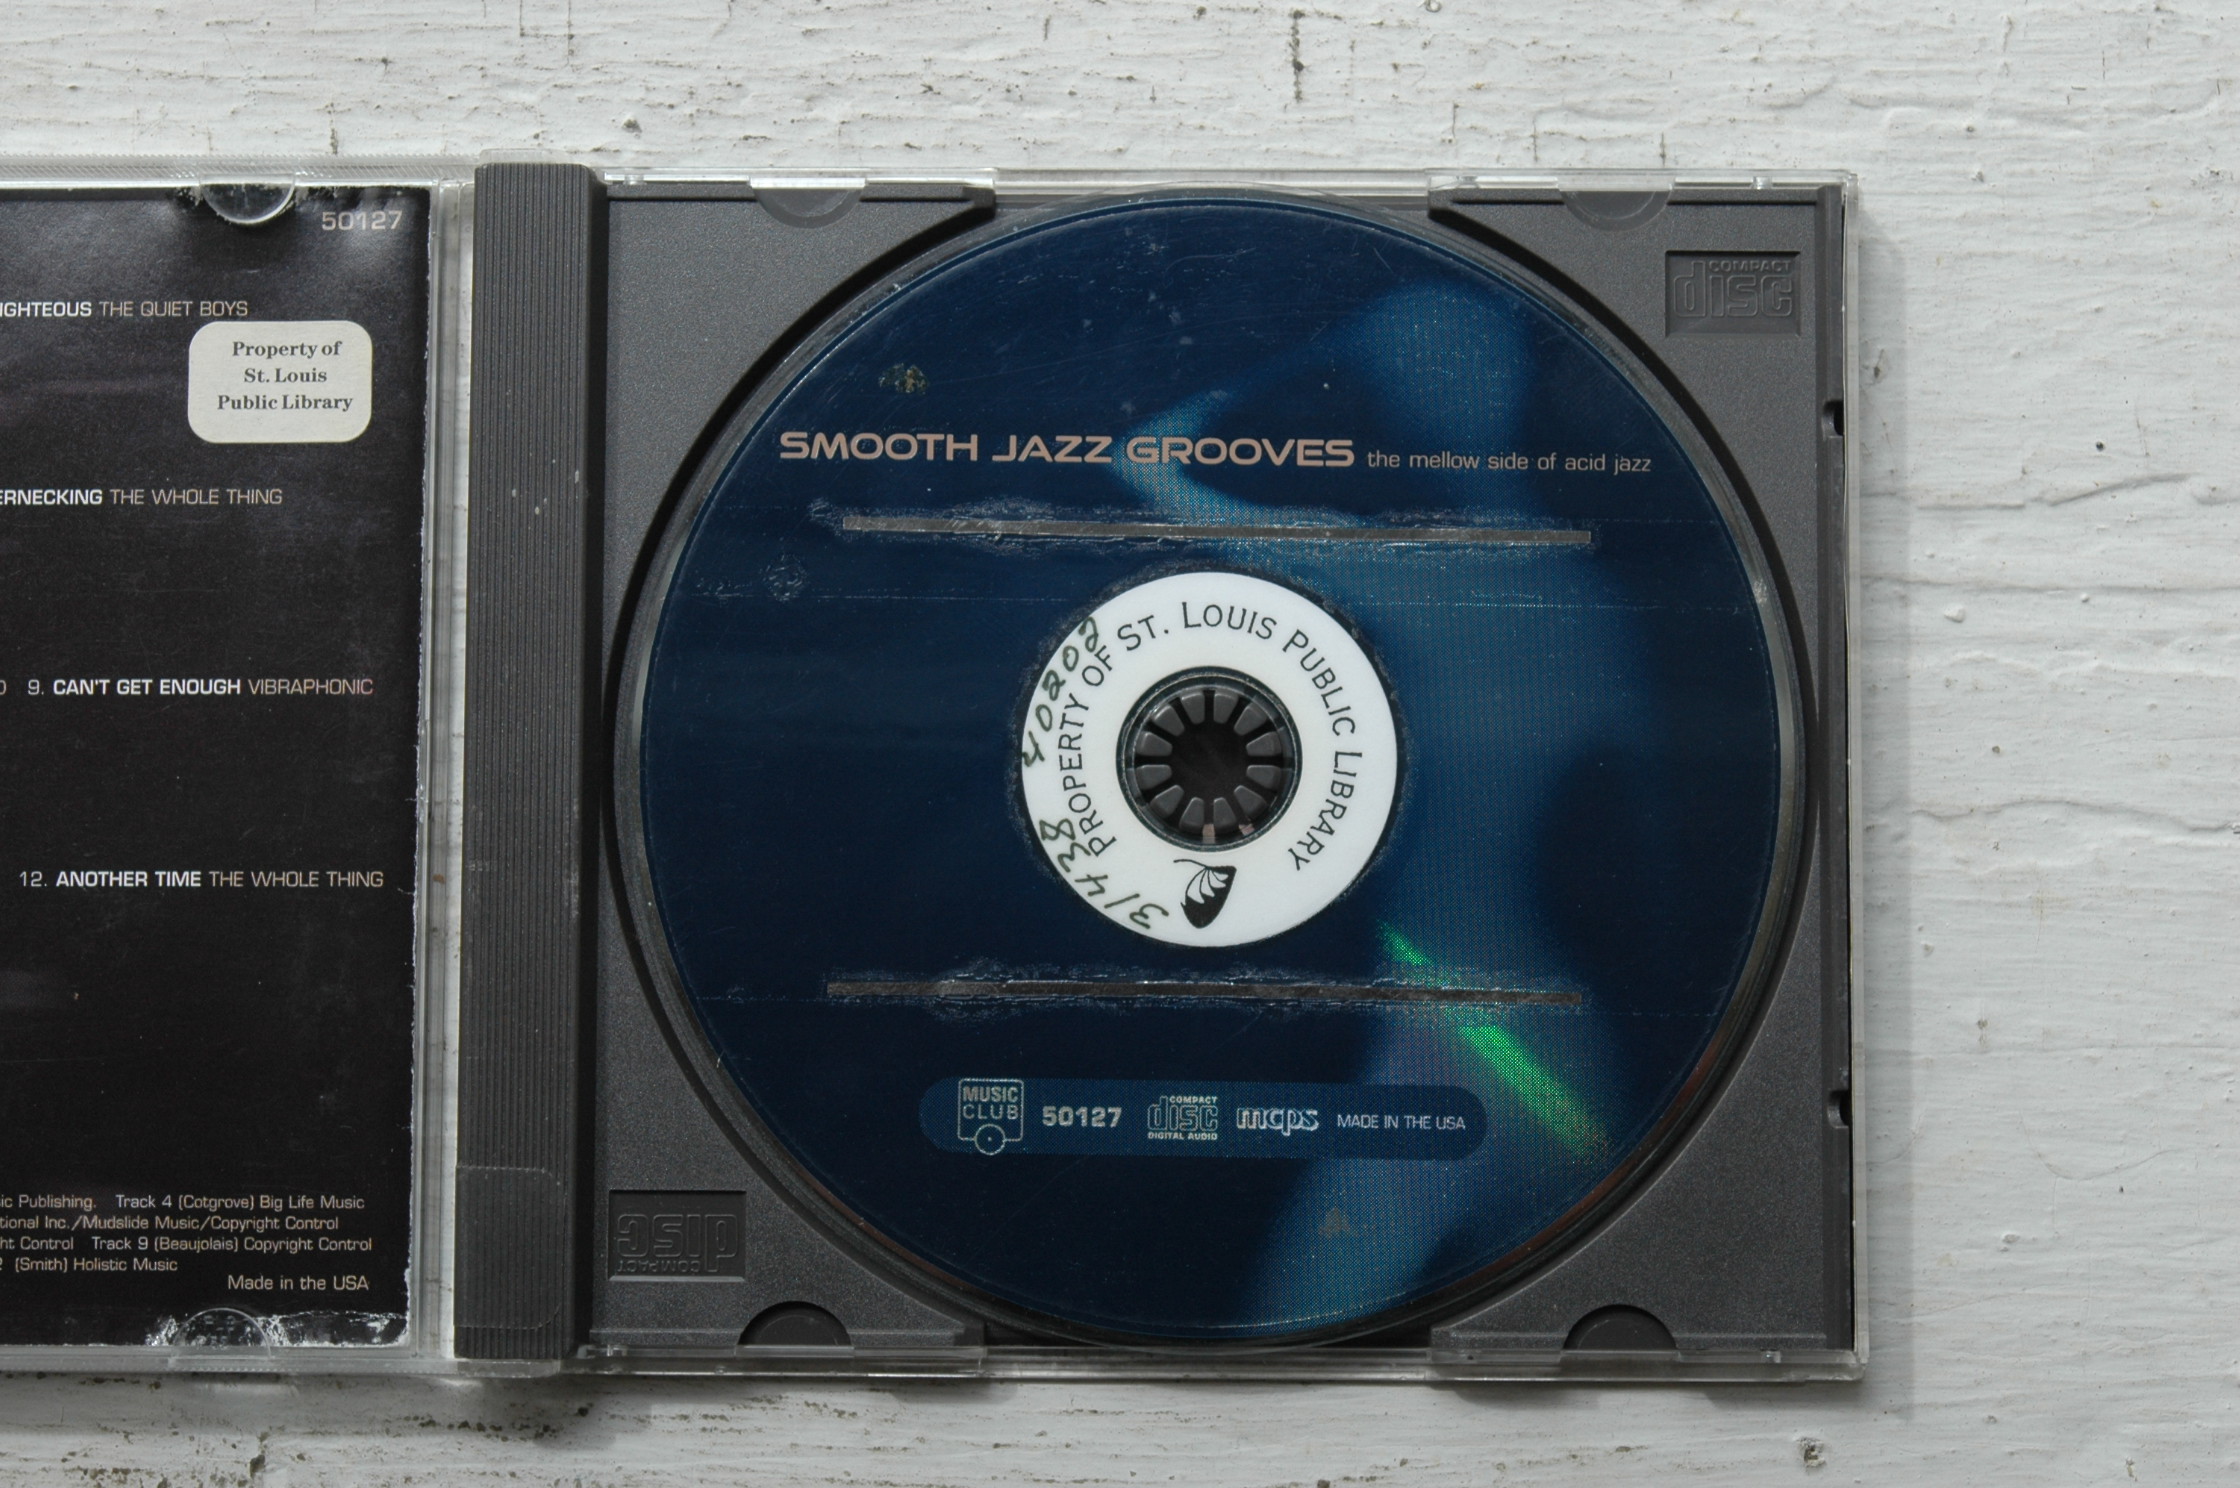 50127
IGHTEOUS THE QUIET BOYS
Property of
St. Louis
Public Library
ERNECKING THE WHOLE THING
9. CAN'T GET ENOUGH VIBRAPHONIC
12. ANOTHER TIME THE WHOLE THING
ic Publishing. Track 4 (Cotgrove) Big Life Music
tional Inc./Mudslide Music/Copyright Control
ht Control Track 9 (Beaujolais) Copyright Control
(Smith) Holistic Music
Made in the USA
COMPACT
disc
SMOOTH JAZZ GROOVES the mellow side of acid jazz
PROPERTY OF ST. LOUIS PUBLIC LIBRARY
31438 402202
MUSIC
CLUB
50127
COMPACT
disc
DIGITAL AUDIO
mcps
MADE IN THE USA
COMPACT
disc